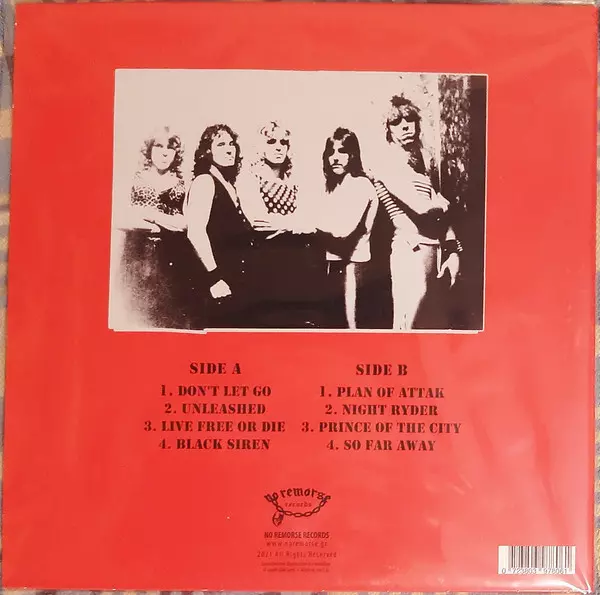 SIDE A
1. DON'T LET GO
2. UNLEASHED
3. LIVE FREE OR DIE
4. BLACK SIREN
SIDE B
1. PLAN OF ATTAK
2. NIGHT RYDER
3. PRINCE OF THE CITY
4. SO FAR AWAY
no remorse
records
NO REMORSE RECORDS
www.noremorse.gr
2021 All Rights Reserved